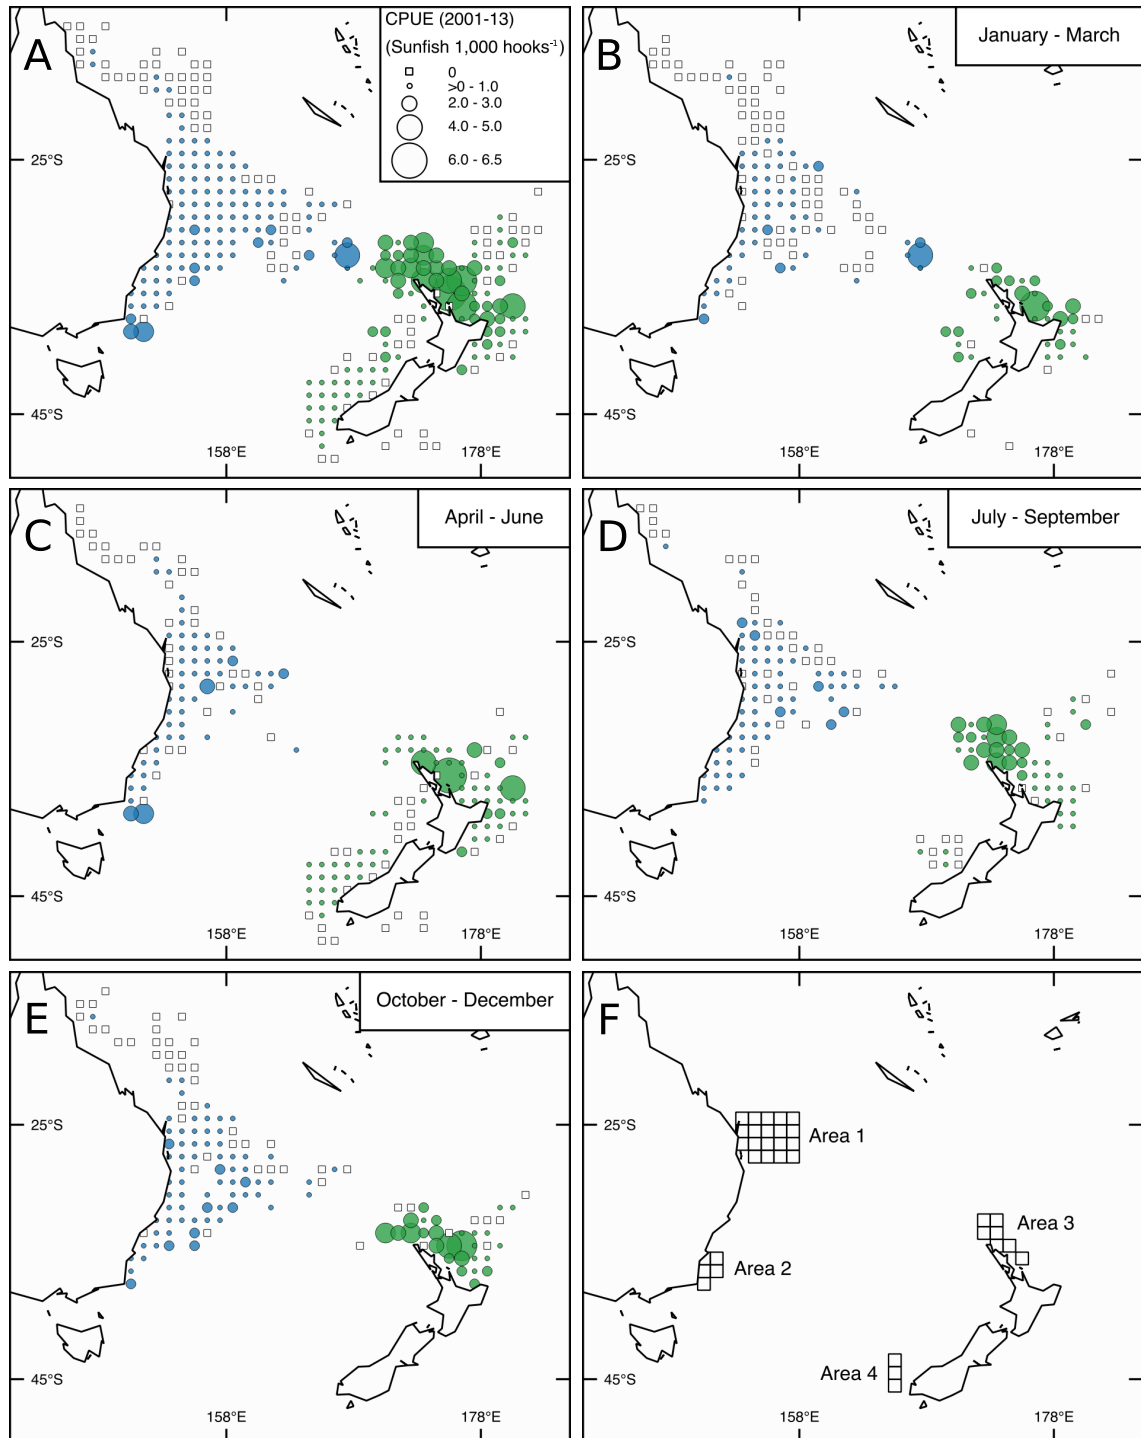 A
CPUE (2001-13)
(Sunfish 1,000 hooks⁻¹)
0
>0 - 1.0
2.0 - 3.0
4.0 - 5.0
6.0 - 6.5
25°S
45°S
158°E
178°E
B
January - March
25°S
45°S
158°E
178°E
C
April - June
25°S
45°S
158°E
178°E
D
July - September
25°S
45°S
158°E
178°E
E
October - December
25°S
45°S
158°E
178°E
F
25°S
Area 1
Area 3
Area 2
Area 4
45°S
158°E
178°E